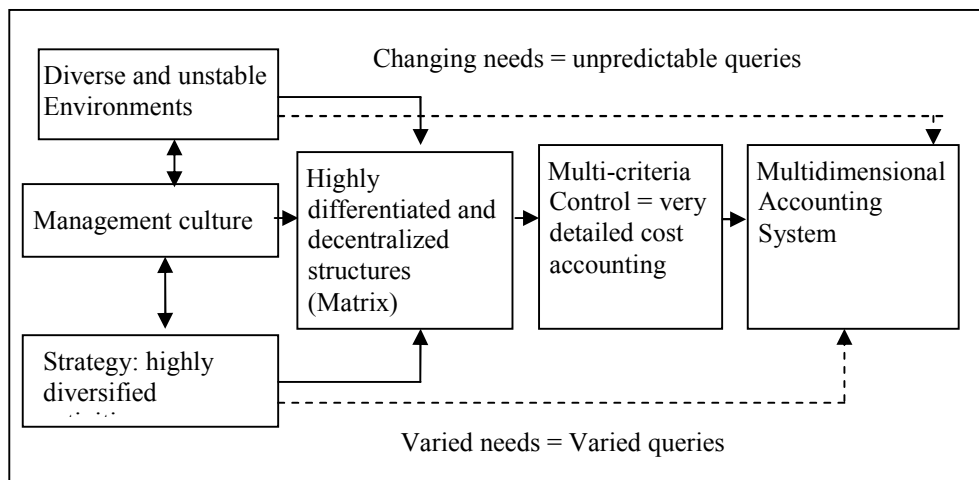 Diverse and unstable
Environments
Changing needs = unpredictable queries
Management culture
Highly
differentiated and
decentralized
structures
(Matrix)
Multi-criteria
Control = very
detailed cost
accounting
Multidimensional
Accounting
System
Strategy: highly
diversified
Varied needs = Varied queries